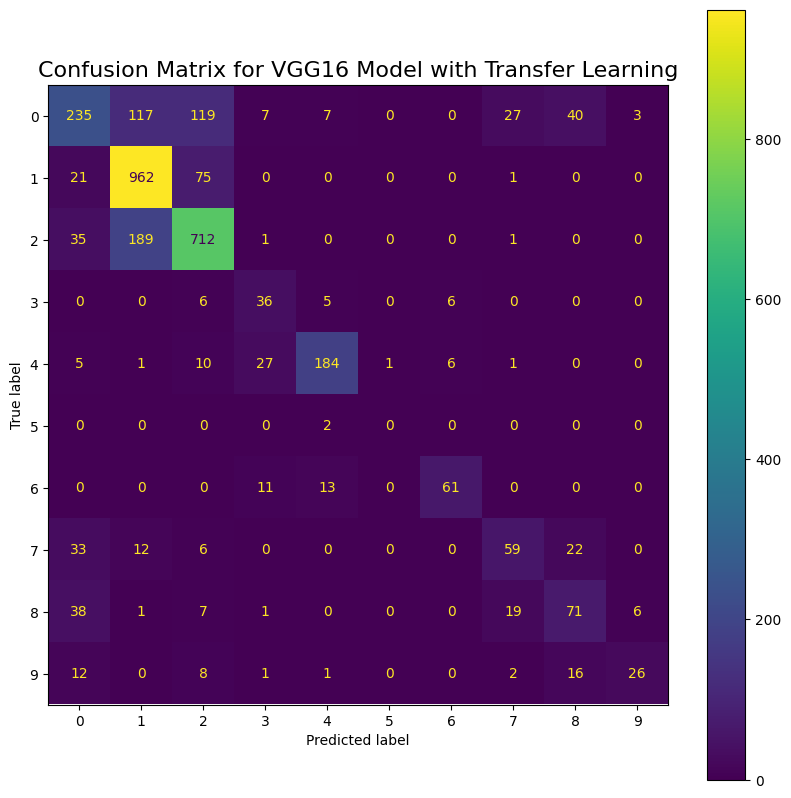 Confusion Matrix for VGG16 Model with Transfer Learning
0 235 117 119 7 7 0 0 27 40 3
1 21 962 75 0 0 0 0 1 0 0
2 35 189 712 1 0 0 0 1 0 0
3 0 0 6 36 5 0 6 0 0 0
4 5 1 10 27 184 1 6 1 0 0
5 0 0 0 0 2 0 0 0 0 0
6 0 0 0 11 13 0 61 0 0 0
7 33 12 6 0 0 0 0 59 22 0
8 38 1 7 1 0 0 0 19 71 6
9 12 0 8 1 1 0 0 2 16 26
0 1 2 3 4 5 6 7 8 9
True label
Predicted label
800
600
400
200
0